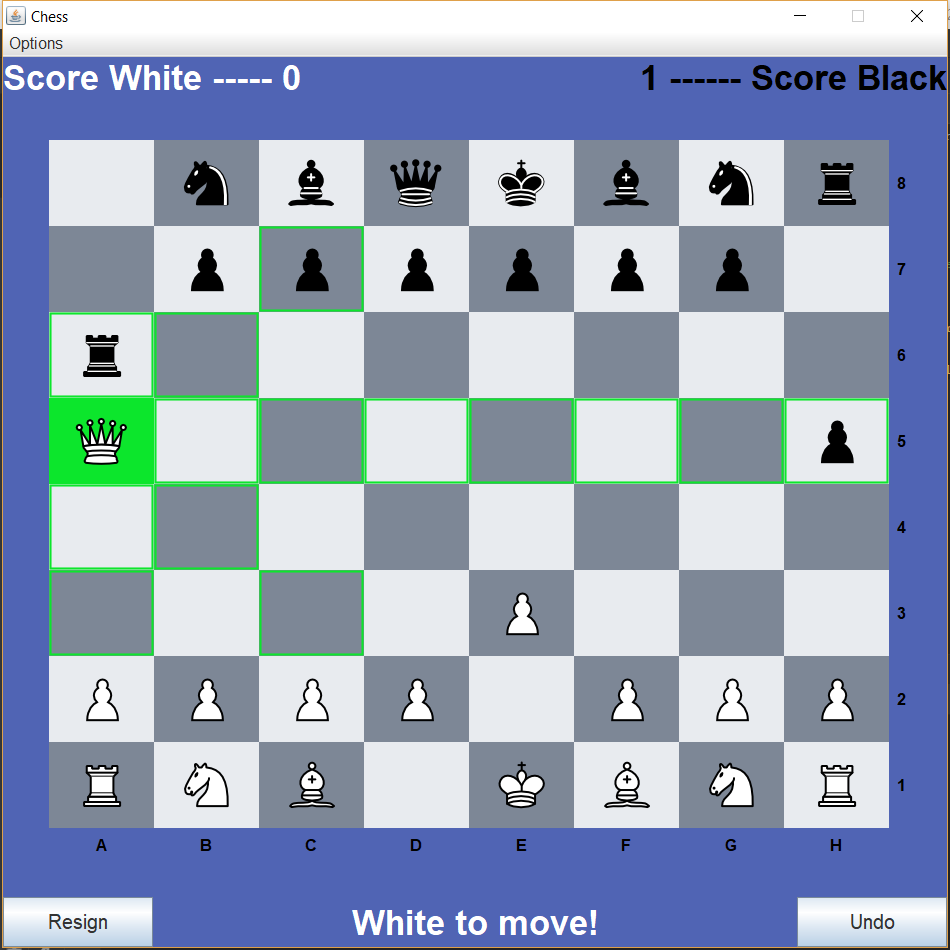 Chess
Options
Score White ----- 0
1 ------ Score Black
8
7
6
5
4
3
2
1
A B C D E F G H
Resign
White to move!
Undo